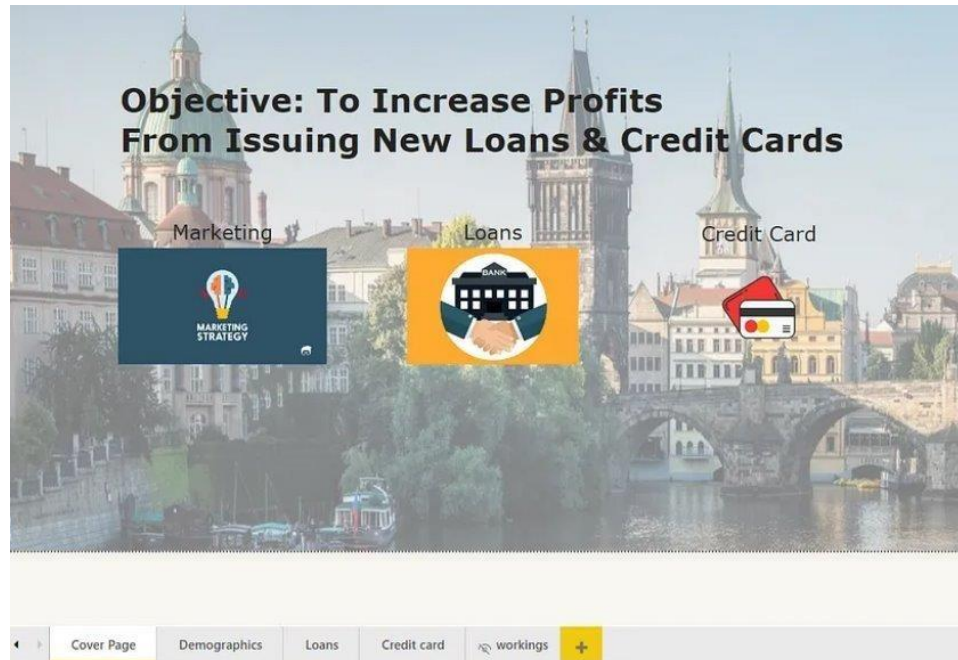 Objective: To Increase Profits
From Issuing New Loans & Credit Cards
Marketing
Loans
Credit Card
MARKETING
STRATEGY
BANK
Cover Page
Demographics
Loans
Credit card
workings
+